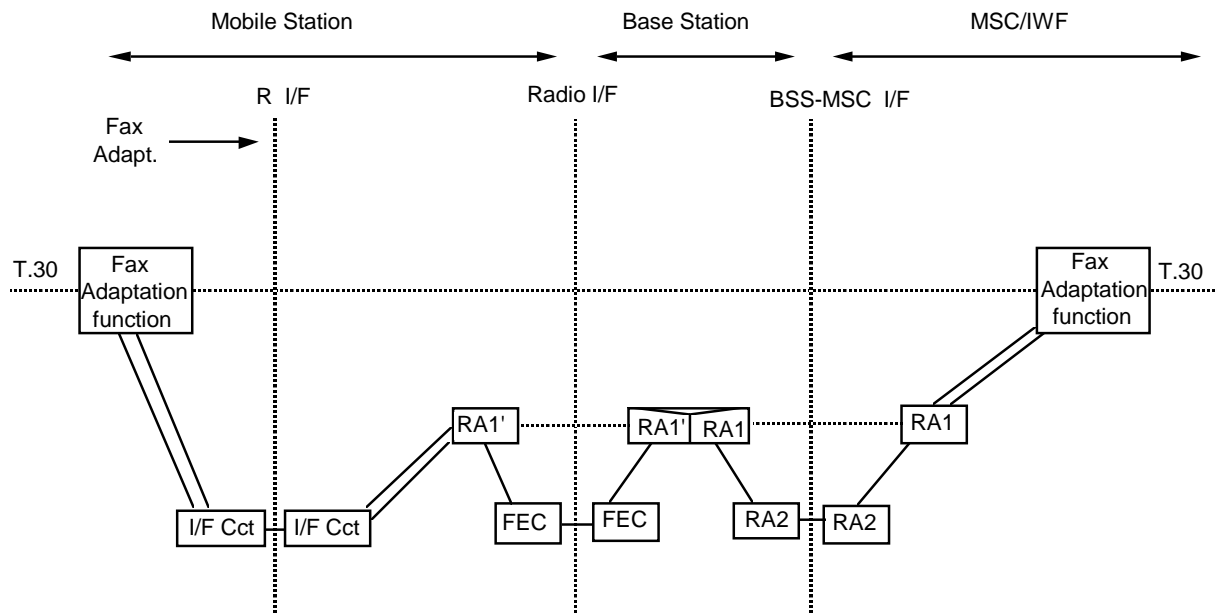 Mobile Station
Base Station
MSC/IWF
R I/F
Radio I/F
BSS-MSC I/F
Fax
Adapt.
T.30
Fax
Adaptation
function
Fax
Adaptation
function
T.30
RA1'
RA1'
RA1
RA1
I/F Cct
I/F Cct
FEC
FEC
RA2
RA2